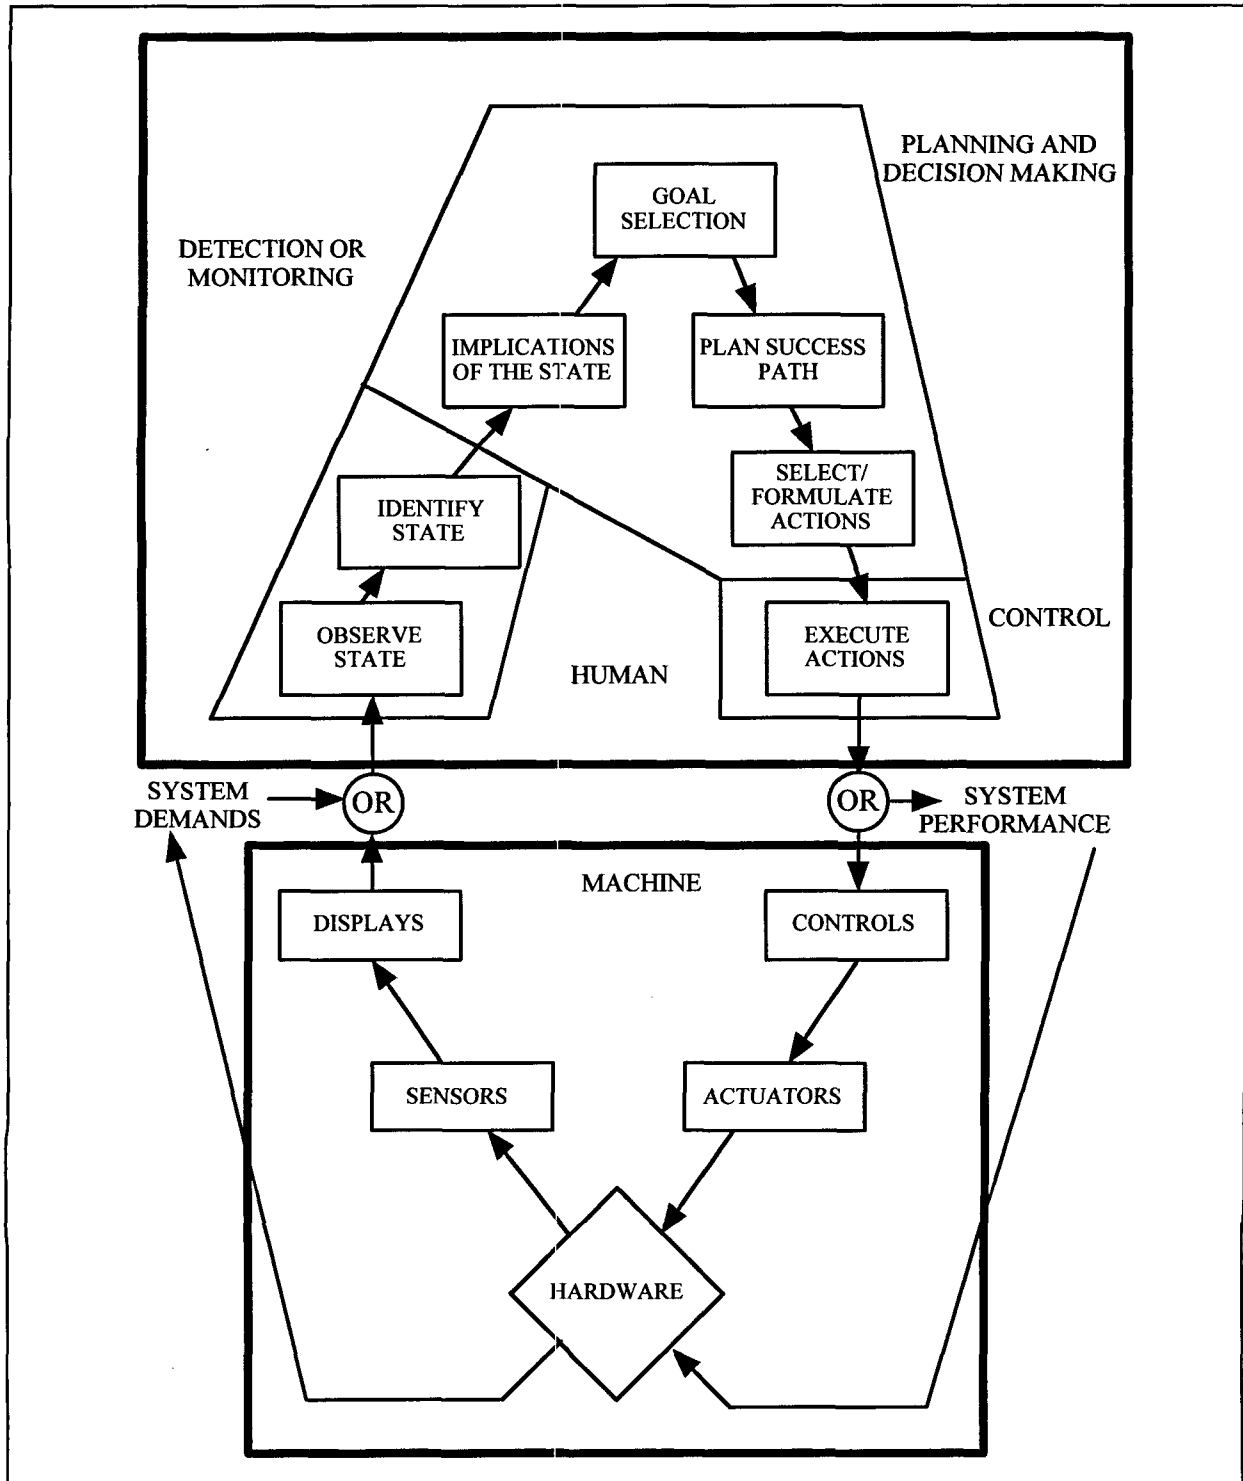 PLANNING AND
DECISION MAKING
GOAL
SELECTION
DETECTION OR
MONITORING
IMPLICATIONS
OF THE STATE
PLAN SUCCESS
PATH
SELECT/
FORMULATE
ACTIONS
IDENTIFY
STATE
OBSERVE
STATE
HUMAN
EXECUTE
ACTIONS
CONTROL
SYSTEM
DEMANDS
OR
OR
SYSTEM
PERFORMANCE
MACHINE
DISPLAYS
CONTROLS
SENSORS
ACTUATORS
HARDWARE